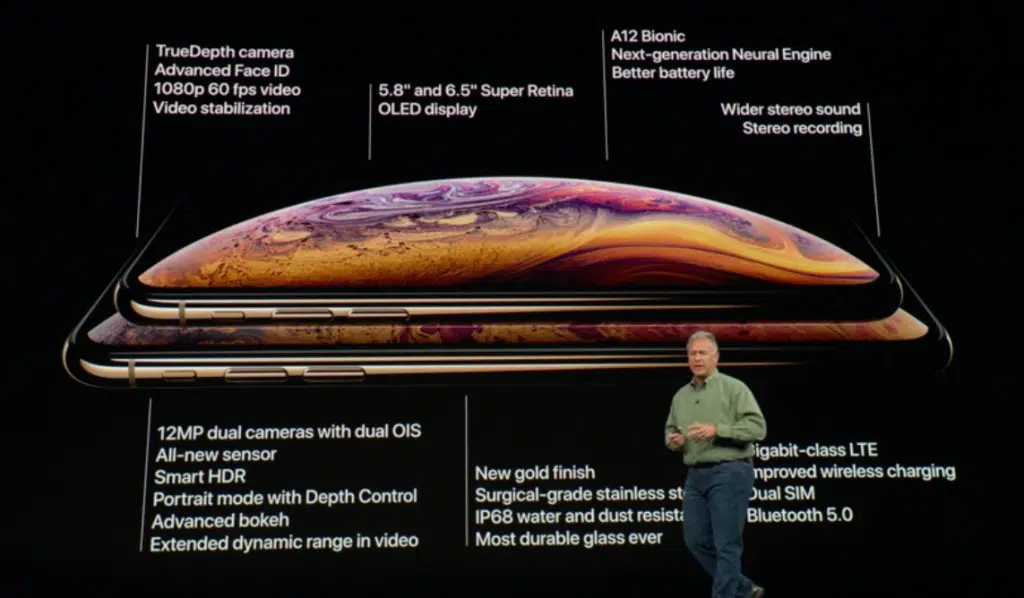 TrueDepth camera
Advanced Face ID
1080p 60 fps video
Video stabilization
5.8" and 6.5" Super Retina
OLED display
A12 Bionic
Next-generation Neural Engine
Better battery life
Wider stereo sound
Stereo recording
12MP dual cameras with dual OIS
All-new sensor
Smart HDR
Portrait mode with Depth Control
Advanced bokeh
Extended dynamic range in video
New gold finish
Surgical-grade stainless
IP68 water and dust
Most durable glass ever
LTE
wireless charging
Dual SIM
Bluetooth 5.0